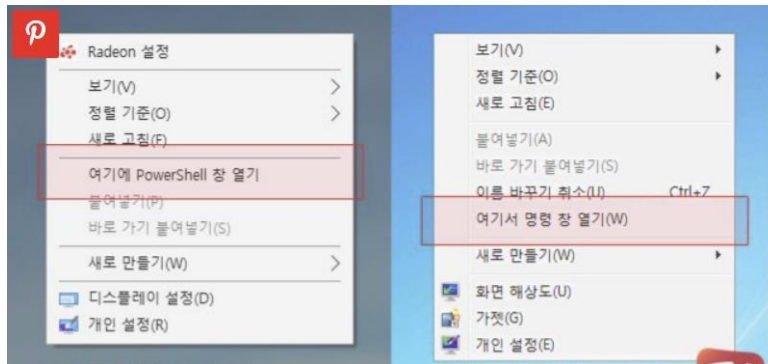 Radeon 설정
보기(V)
정렬 기준(O)
새로 고침(F)
여기에 PowerShell 창 열기
붙여넣기(P)
바로 가기 붙여넣기(S)
새로 만들기(W)
디스플레이 설정(D)
개인 설정(R)
보기(V)
정렬 기준(O)
새로 고침(E)
붙여넣기(A)
바로 가기 붙여넣기(S)
이름 바꾸기 취소(U) Ctrl+Z
여기서 명령 창 열기(W)
새로 만들기(W)
화면 해상도(U)
가젯(G)
개인 설정(E)